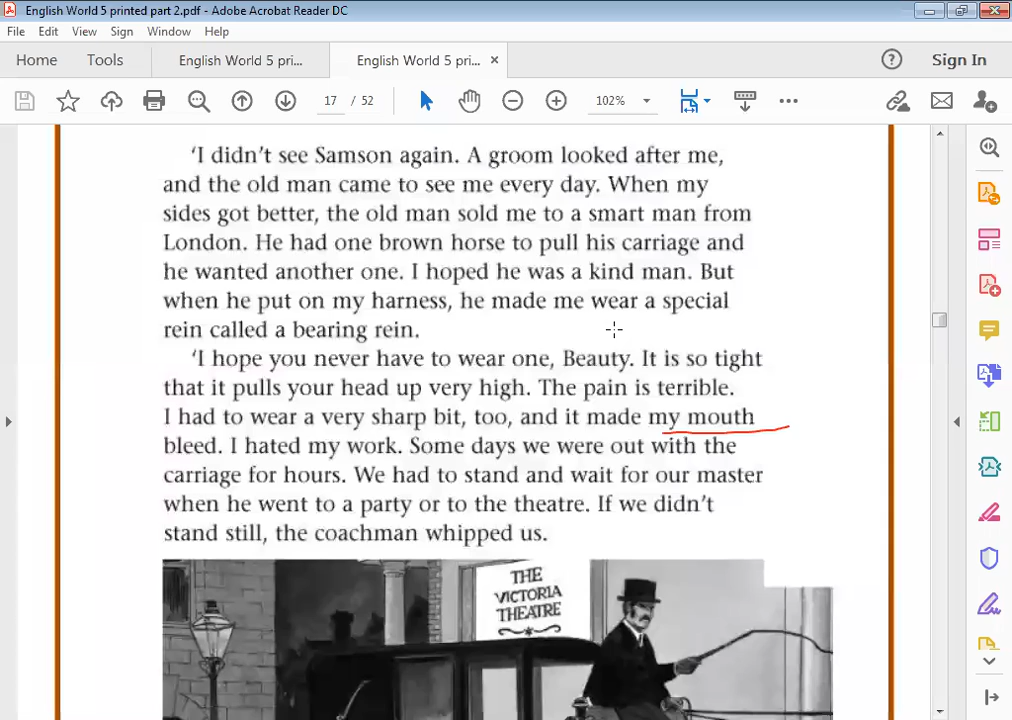 English World 5 printed part 2.pdf - Adobe Acrobat Reader DC
File Edit View Sign Window Help
Home Tools English World 5 pri... English World 5 pri... × Sign In
17 / 52 102%
‘I didn’t see Samson again. A groom looked after me,
and the old man came to see me every day. When my
sides got better, the old man sold me to a smart man from
London. He had one brown horse to pull his carriage and
he wanted another one. I hoped he was a kind man. But
when he put on my harness, he made me wear a special
rein called a bearing rein.
‘I hope you never have to wear one, Beauty. It is so tight
that it pulls your head up very high. The pain is terrible.
I had to wear a very sharp bit, too, and it made my mouth
bleed. I hated my work. Some days we were out with the
carriage for hours. We had to stand and wait for our master
when he went to a party or to the theatre. If we didn’t
stand still, the coachman whipped us.
THE
VICTORIA
THEATRE